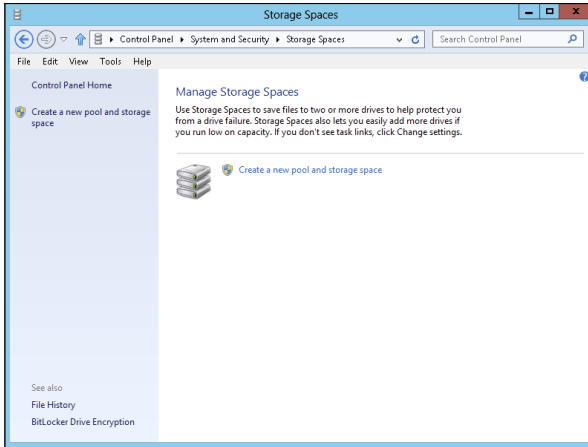 Storage Spaces
Control Panel System and Security Storage Spaces
Search Control Panel
File Edit View Tools Help
Control Panel Home
Create a new pool and storage
space
Manage Storage Spaces
Use Storage Spaces to save files to two or more drives to help protect you
from a drive failure. Storage Spaces also lets you easily add more drives if
you run low on capacity. If you don't see task links, click Change settings.
Create a new pool and storage space
See also
File History
BitLocker Drive Encryption